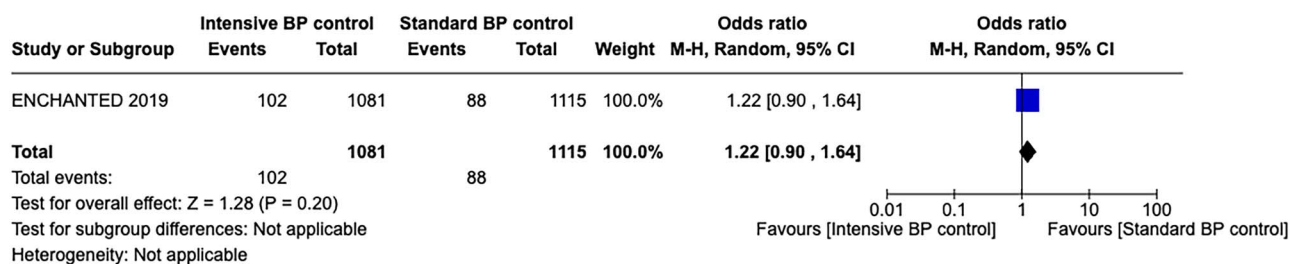 Intensive BP control Standard BP control Odds ratio Odds ratio
Study or Subgroup Events Total Events Total Weight M-H, Random, 95% CI M-H, Random, 95% CI
ENCHANTED 2019 102 1081 88 1115 100.0% 1.22 [0.90 , 1.64]
Total 1081 1115 100.0% 1.22 [0.90 , 1.64]
Total events: 102 88
Test for overall effect: Z = 1.28 (P = 0.20)
0.01 0.1 1 10 100
Test for subgroup differences: Not applicable Favours [Intensive BP control] Favours [Standard BP control]
Heterogeneity: Not applicable